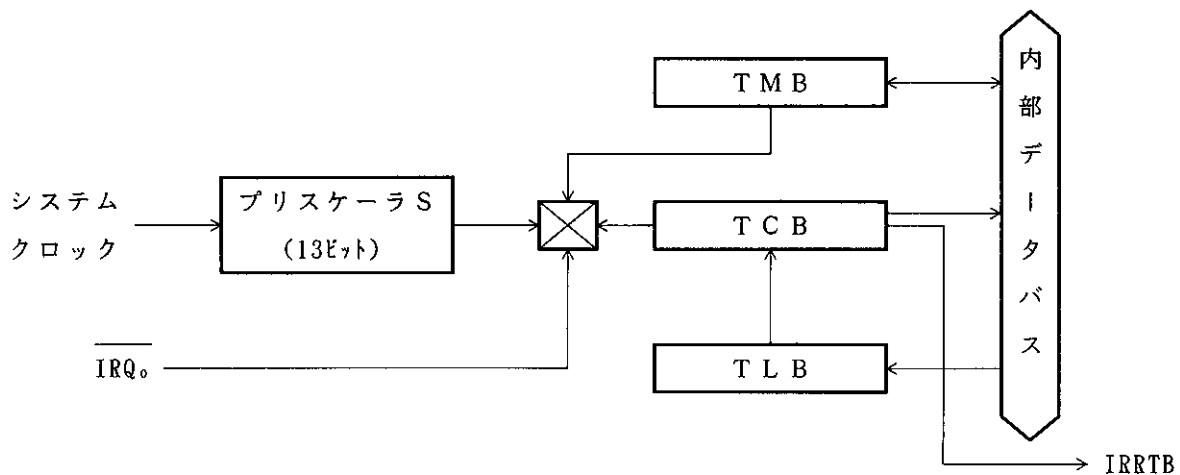 TMB
システム
クロック
プリスケーラS
(13ビット)
TCB
IRQ₀
TLB
内部データバス
IRRTB